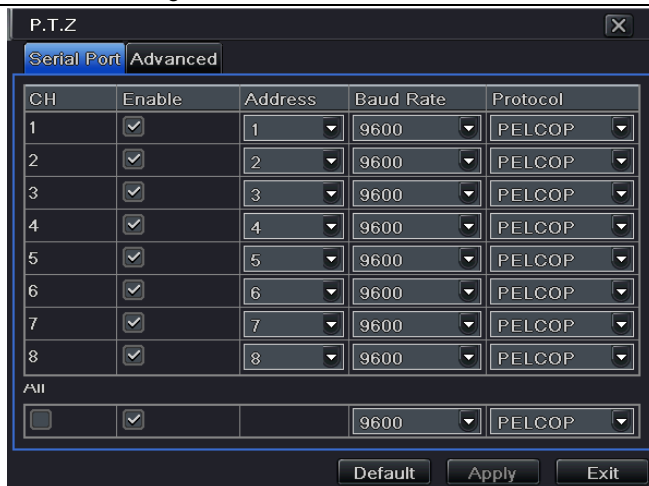 P.T.Z
Serial Port Advanced
CH Enable Address Baud Rate Protocol
1 1 9600 PELCOP
2 2 9600 PELCOP
3 3 9600 PELCOP
4 4 9600 PELCOP
5 5 9600 PELCOP
6 6 9600 PELCOP
7 7 9600 PELCOP
8 8 9600 PELCOP
All
9600 PELCOP
Default Apply Exit